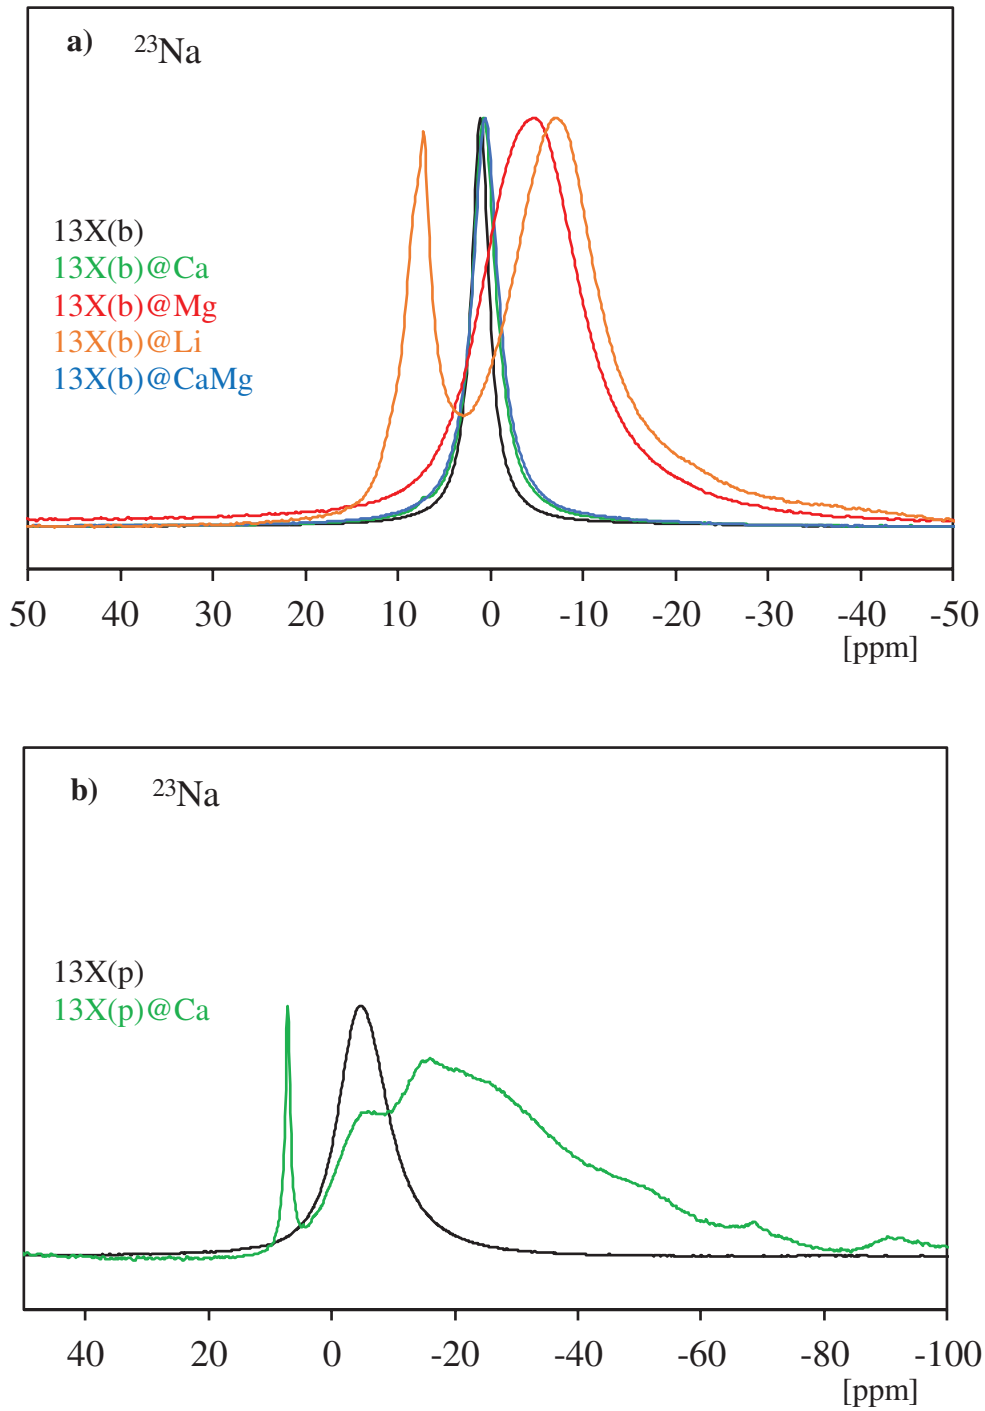 a) ²³Na
13X(b)
13X(b)@Ca
13X(b)@Mg
13X(b)@Li
13X(b)@CaMg
50 40 30 20 10 0 -10 -20 -30 -40 -50
[ppm]
b) ²³Na
13X(p)
13X(p)@Ca
40 20 0 -20 -40 -60 -80 -100
[ppm]